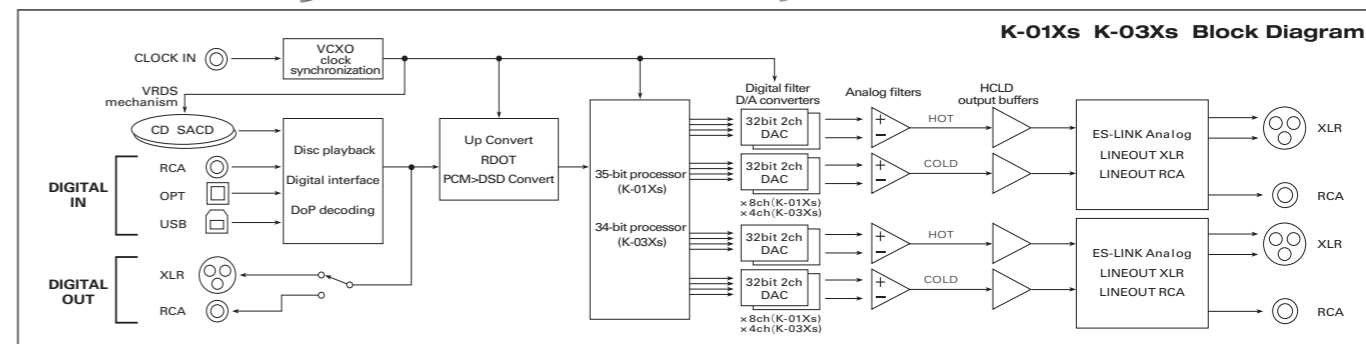 K-01Xs K-03Xs Block Diagram
CLOCK IN
VCXO
clock
synchronization
VRDS
mechanism
CD SACD
DIGITAL
IN
RCA
OPT
USB
Disc playback
Digital interface
DoP decoding
Up Convert
RDOT
PCM>DSD Convert
35-bit processor
(K-01Xs)
34-bit processor
(K-03Xs)
Digital filter
D/A converters
32bit 2ch
DAC
32bit 2ch
DAC
×8ch(K-01Xs)
×4ch(K-03Xs)
32bit 2ch
DAC
32bit 2ch
DAC
×8ch(K-01Xs)
×4ch(K-03Xs)
Analog filters
+
−
HOT
+
−
COLD
+
−
HOT
+
−
COLD
HCLD
output buffers
ES-LINK Analog
LINEOUT XLR
LINEOUT RCA
XLR
RCA
ES-LINK Analog
LINEOUT XLR
LINEOUT RCA
XLR
RCA
DIGITAL
OUT
XLR
RCA